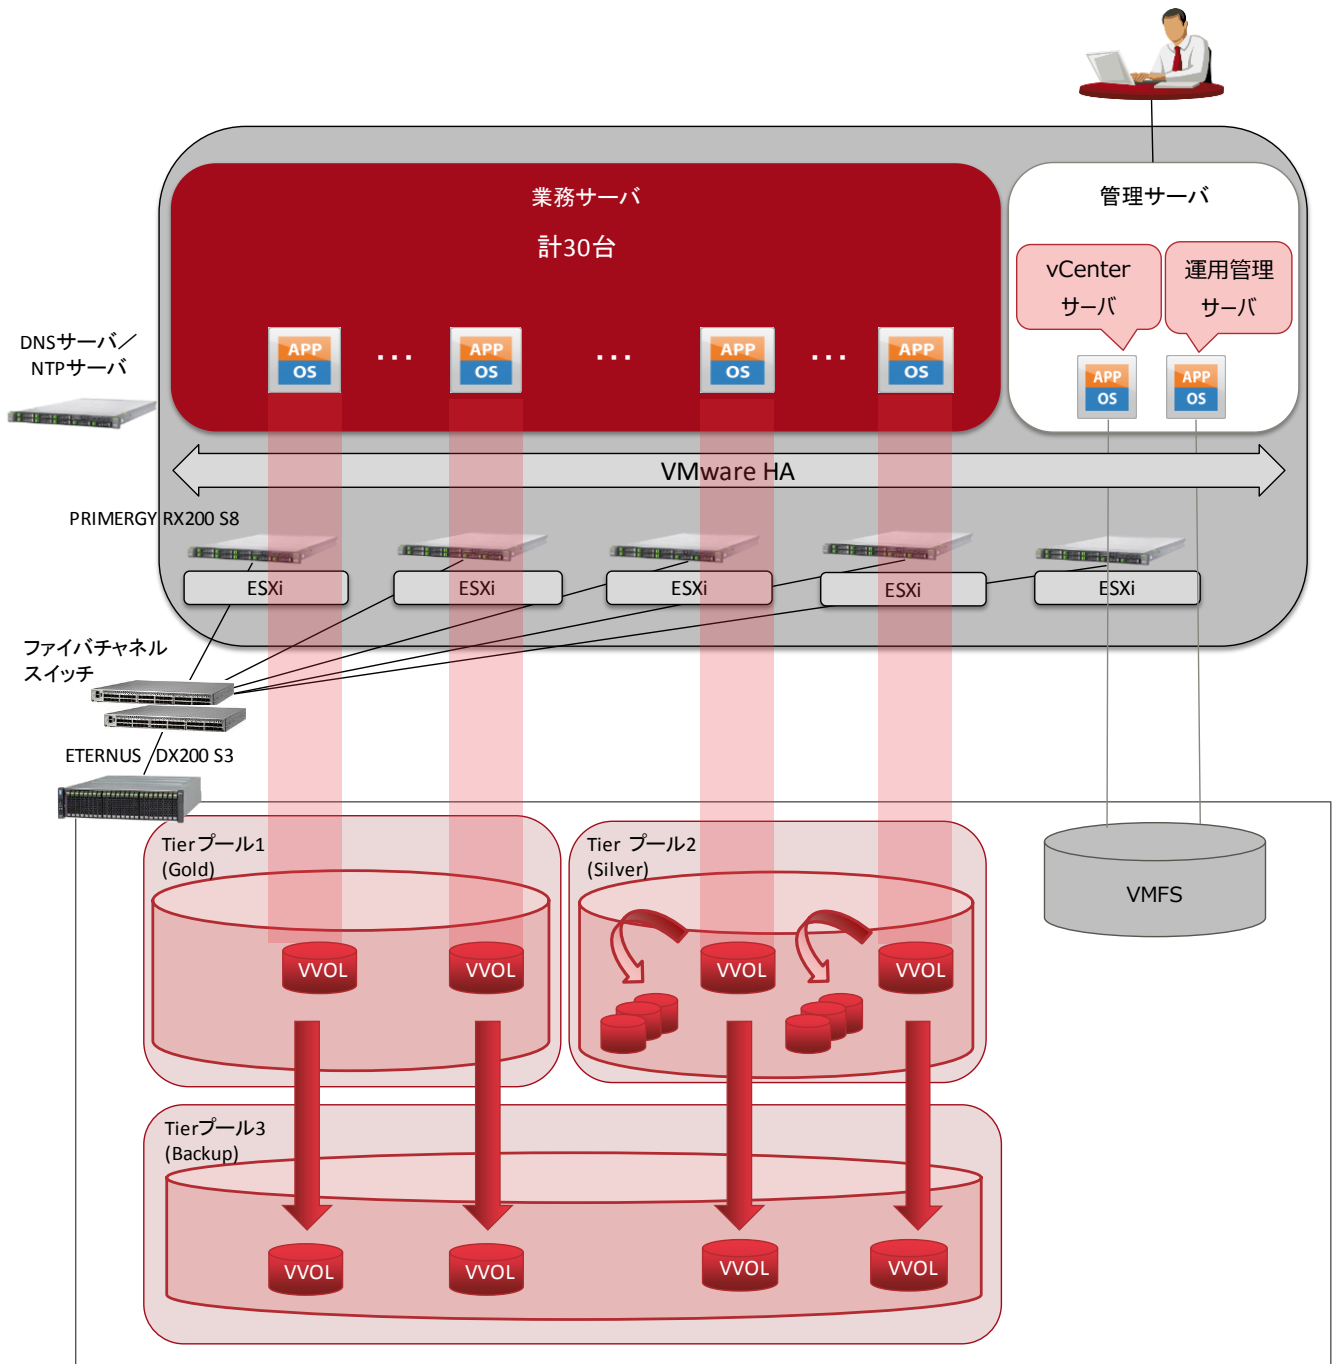 業務サーバ
計30台
管理サーバ
vCenter
サーバ
運用管理
サーバ
DNSサーバ／
NTPサーバ
APP
OS
...
APP
OS
...
APP
OS
...
APP
OS
APP
OS
APP
OS
VMware HA
PRIMERGY RX200 S8
ESXi
ESXi
ESXi
ESXi
ESXi
ファイバチャネル
スイッチ
ETERNUS DX200 S3
Tierプール1
(Gold)
Tier プール2
(Silver)
VMFS
VVOL
VVOL
VVOL
VVOL
Tierプール3
(Backup)
VVOL
VVOL
VVOL
VVOL